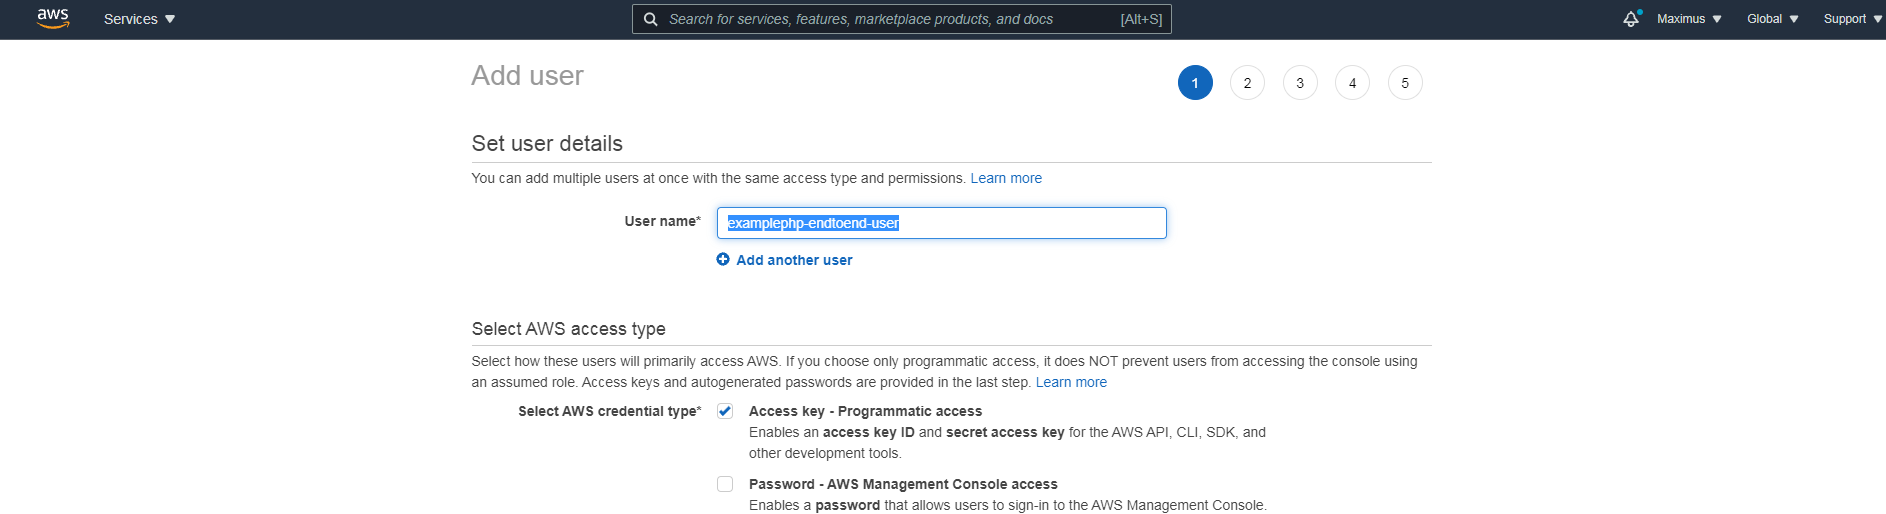 aws Services Search for services, features, marketplace products, and docs [Alt+S] Maximus Global Support
Add user 1 2 3 4 5
Set user details
You can add multiple users at once with the same access type and permissions. Learn more
User name* examplephp-endtoend-user
Add another user
Select AWS access type
Select how these users will primarily access AWS. If you choose only programmatic access, it does NOT prevent users from accessing the console using
an assumed role. Access keys and autogenerated passwords are provided in the last step. Learn more
Select AWS credential type* Access key - Programmatic access
Enables an access key ID and secret access key for the AWS API, CLI, SDK, and
other development tools.
Password - AWS Management Console access
Enables a password that allows users to sign-in to the AWS Management Console.